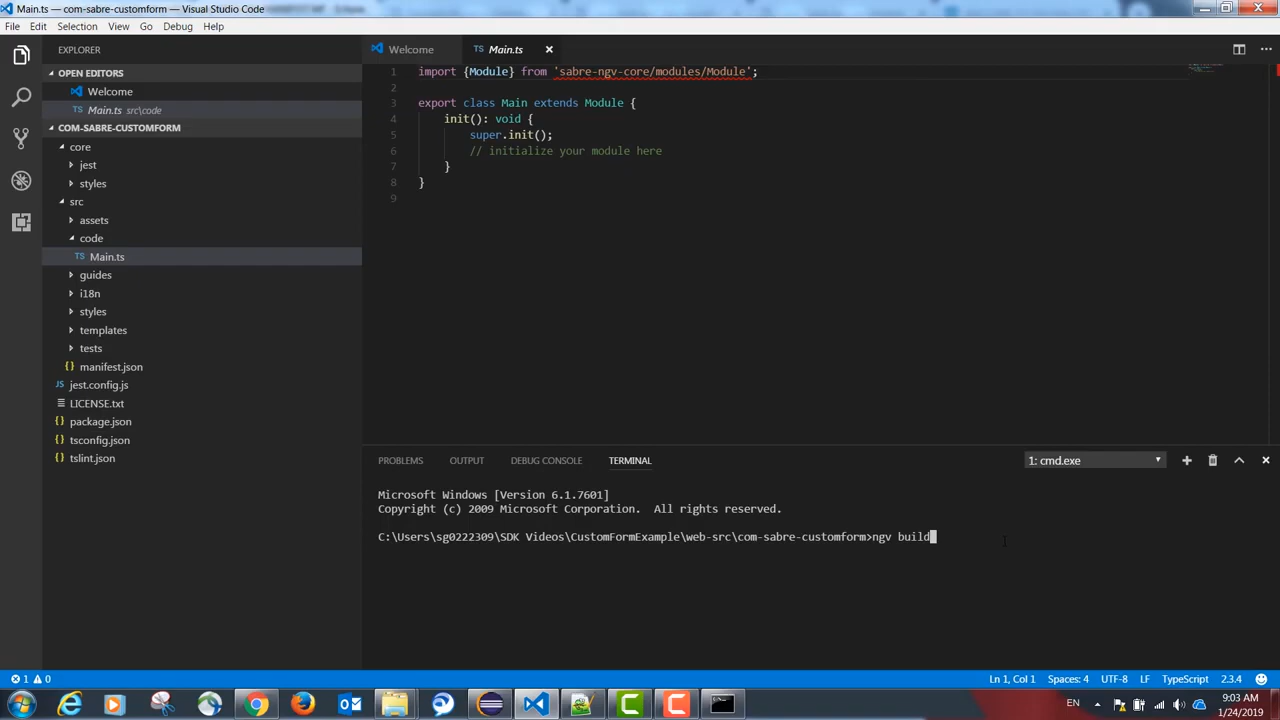 Main.ts — com-sabre-customform — Visual Studio Code
File Edit Selection View Go Debug Help
EXPLORER
Welcome
Main.ts
OPEN EDITORS
Welcome
Main.ts src\code
COM-SABRE-CUSTOMFORM
core
jest
styles
src
assets
code
TS Main.ts
guides
i18n
styles
templates
tests
{} manifest.json
JS jest.config.js
LICENSE.txt
{} package.json
{} tsconfig.json
{} tslint.json
1 import {Module} from 'sabre-ngv-core/modules/Module';
2
3 export class Main extends Module {
4 init(): void {
5 super.init();
6 // initialize your module here
7 }
8 }
9
PROBLEMS OUTPUT DEBUG CONSOLE TERMINAL
1: cmd.exe
Microsoft Windows [Version 6.1.7601]
Copyright (c) 2009 Microsoft Corporation. All rights reserved.
C:\Users\sg0222309\SDK Videos\CustomFormExample\web-src\com-sabre-customform>ngv build
1 0
Ln 1, Col 1 Spaces: 4 UTF-8 LF TypeScript 2.3.4
EN
9:03 AM
1/24/2019